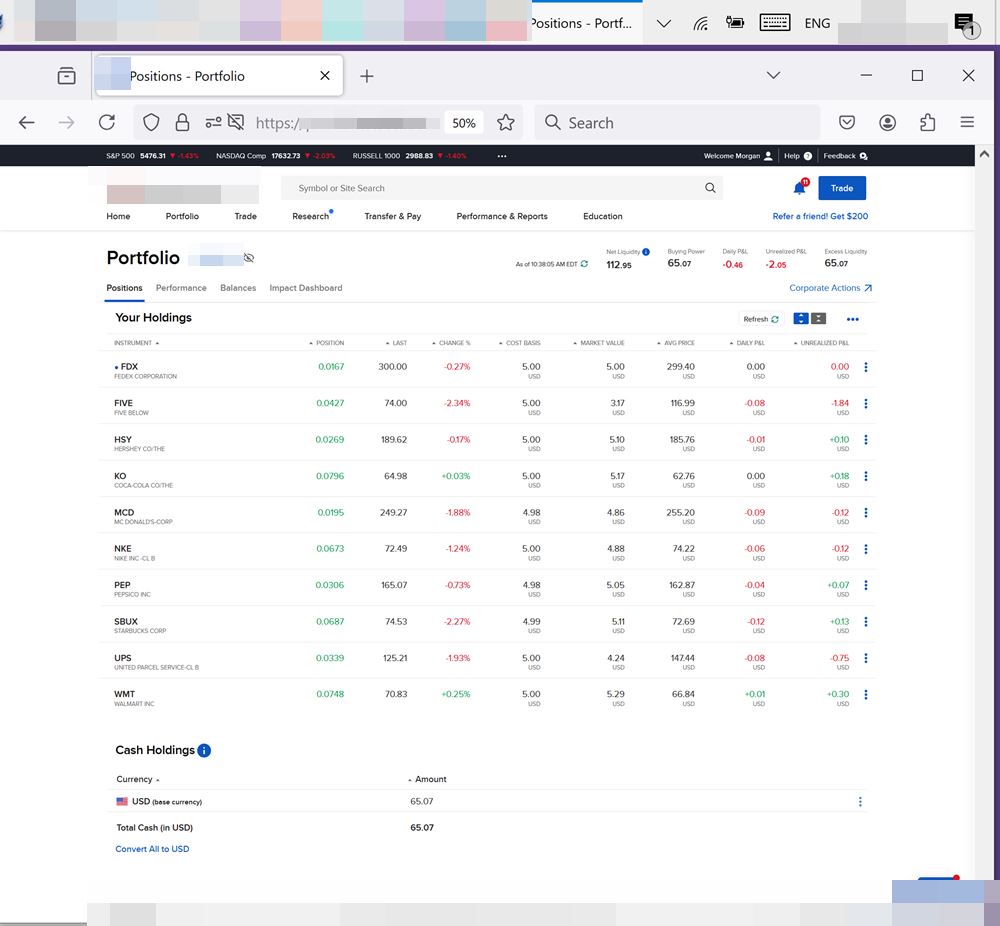 Positions - Portf...
ENG
1
Positions - Portfolio
https:/
50%
Search
S&P 500 5476.31 ▼ -1.43% NASDAQ Comp 17632.73 ▼ -2.03% RUSSELL 1000 2988.83 ▼ -1.40% ...
Welcome Morgan Help ? Feedback
Symbol or Site Search
11
Trade
Home Portfolio Trade Research Transfer & Pay Performance & Reports Education
Refer a friend! Get $200
Portfolio
As of 10:38:05 AM EDT
Net Liquidity Buying Power Daily P&L Unrealized P&L Excess Liquidity
112.95 65.07 -0.46 -2.05 65.07
Positions Performance Balances Impact Dashboard
Corporate Actions
Your Holdings
Refresh
INSTRUMENT POSITION LAST CHANGE % COST BASIS MARKET VALUE AVG PRICE DAILY P&L UNREALIZED P&L
FDX 0.0167 300.00 -0.27% 5.00 5.00 299.40 0.00 0.00
FEDEX CORPORATION USD USD USD USD USD
FIVE 0.0427 74.00 -2.34% 5.00 3.17 116.99 -0.08 -1.84
FIVE BELOW USD USD USD USD USD
HSY 0.0269 189.62 -0.17% 5.00 5.10 185.76 -0.01 +0.10
HERSHEY CO/THE USD USD USD USD USD
KO 0.0796 64.98 +0.03% 5.00 5.17 62.76 0.00 +0.18
COCA-COLA CO/THE USD USD USD USD USD
MCD 0.0195 249.27 -1.88% 4.98 4.86 255.20 -0.09 -0.12
MC DONALD'S-CORP USD USD USD USD USD
NKE 0.0673 72.49 -1.24% 5.00 4.88 74.22 -0.06 -0.12
NIKE INC -CL B USD USD USD USD USD
PEP 0.0306 165.07 -0.73% 4.98 5.05 162.87 -0.04 +0.07
PEPSICO INC USD USD USD USD USD
SBUX 0.0687 74.53 -2.27% 4.99 5.11 72.69 -0.12 +0.13
STARBUCKS CORP USD USD USD USD USD
UPS 0.0339 125.21 -1.93% 5.00 4.24 147.44 -0.08 -0.75
UNITED PARCEL SERVICE-CL B USD USD USD USD USD
WMT 0.0748 70.83 +0.25% 5.00 5.29 66.84 +0.01 +0.30
WALMART INC USD USD USD USD USD
Cash Holdings
Currency Amount
USD (base currency) 65.07
Total Cash (in USD) 65.07
Convert All to USD